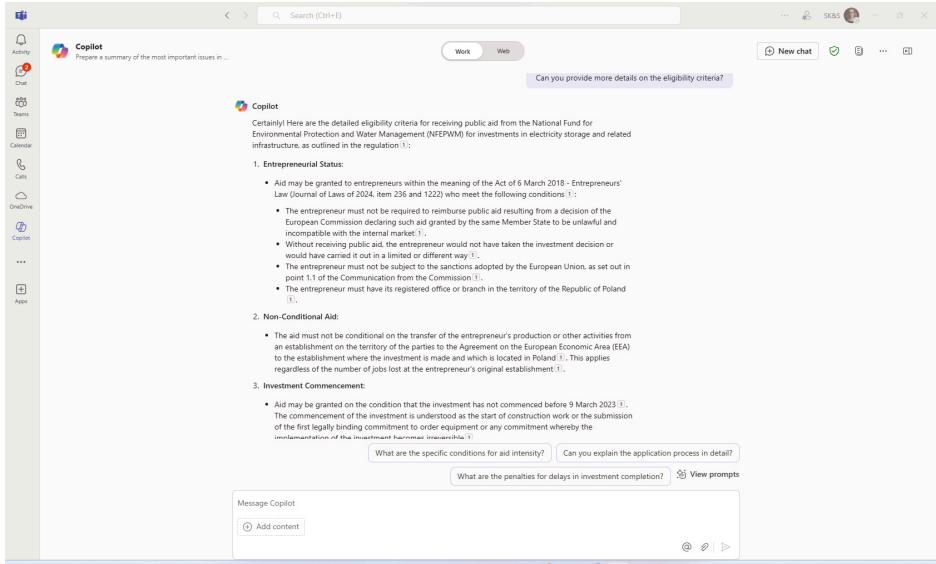 Search (Ctrl+E)
SK&S
Activity
Chat
2
Teams
Calendar
Calls
OneDrive
Copilot
Apps
Copilot
Prepare a summary of the most important issues in ...
Work
Web
New chat
Can you provide more details on the eligibility criteria?
Copilot
Certainly! Here are the detailed eligibility criteria for receiving public aid from the National Fund for
Environmental Protection and Water Management (NFEPWM) for investments in electricity storage and related
infrastructure, as outlined in the regulation 1:
1. Entrepreneurial Status:
• Aid may be granted to entrepreneurs within the meaning of the Act of 6 March 2018 - Entrepreneurs'
Law (Journal of Laws of 2024, item 236 and 1222) who meet the following conditions 1:
• The entrepreneur must not be required to reimburse public aid resulting from a decision of the
European Commission declaring such aid granted by the same Member State to be unlawful and
incompatible with the internal market 1.
• Without receiving public aid, the entrepreneur would not have taken the investment decision or
would have carried it out in a limited or different way 1.
• The entrepreneur must not be subject to the sanctions adopted by the European Union, as set out in
point 1.1 of the Communication from the Commission 1.
• The entrepreneur must have its registered office or branch in the territory of the Republic of Poland
1.
2. Non-Conditional Aid:
• The aid must not be conditional on the transfer of the entrepreneur's production or other activities from
an establishment on the territory of the parties to the Agreement on the European Economic Area (EEA)
to the establishment where the investment is made and which is located in Poland 1. This applies
regardless of the number of jobs lost at the entrepreneur's original establishment 1.
3. Investment Commencement:
• Aid may be granted on the condition that the investment has not commenced before 9 March 2023 1.
The commencement of the investment is understood as the start of construction work or the submission
of the first legally binding commitment to order equipment or any commitment whereby the
implementation of the investment becomes irreversible 1
What are the specific conditions for aid intensity?
Can you explain the application process in detail?
What are the penalties for delays in investment completion?
View prompts
Message Copilot
Add content